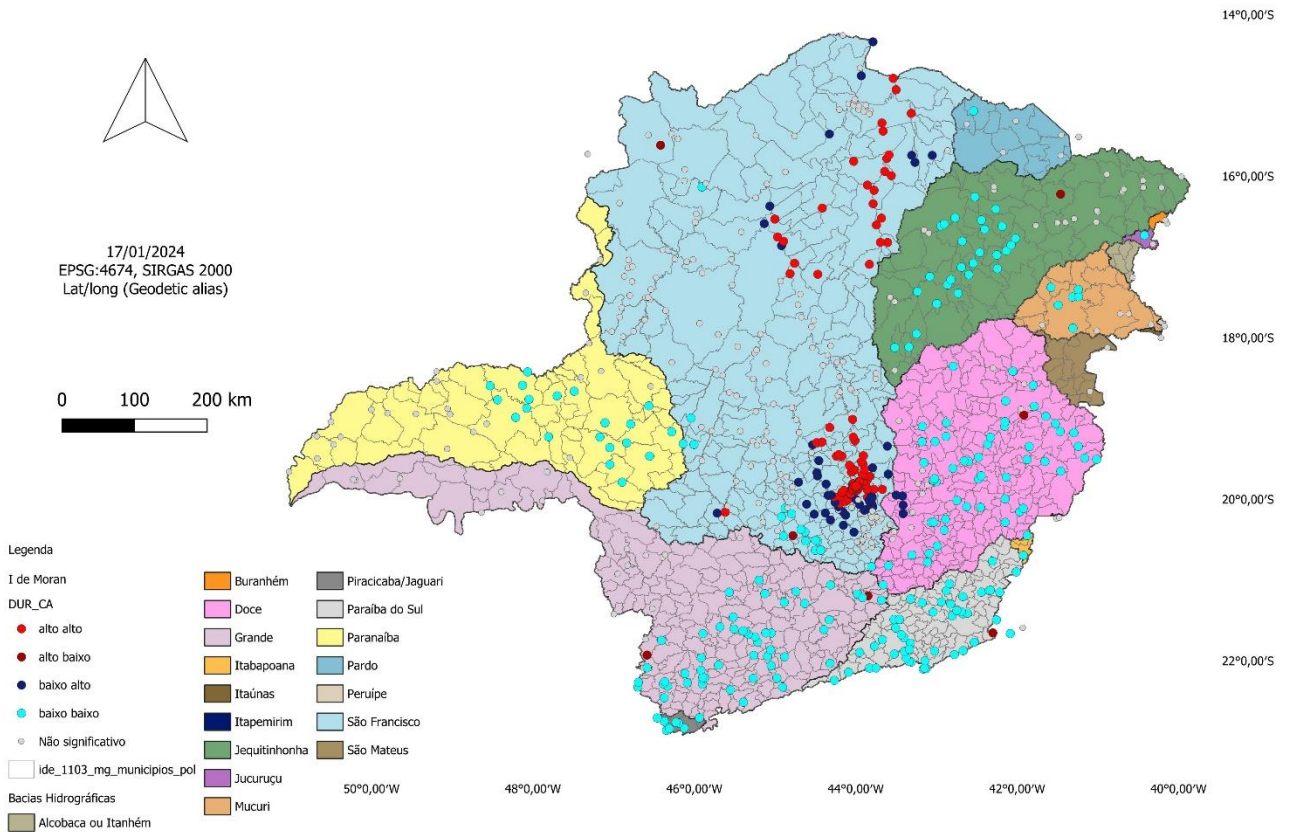 14°0,00'S
16°0,00'S
17/01/2024
EPSG:4674, SIRGAS 2000
Lat/long (Geodetic alias)
18°0,00'S
0 100 200 km
20°0,00'S
22°0,00'S
Legenda
I de Moran
DUR_CA
alto alto
alto baixo
baixo alto
baixo baixo
Não significativo
ide_1103_mg_municipios_pol
Bacias Hidrográficas
Alcobaca ou Itanhém
Buranhém
Doce
Grande
Itabapoana
Itaúnas
Itapemirim
Jequitinhonha
Jucuruçu
Mucuri
Piracicaba/Jaguari
Paraíba do Sul
Paranaíba
Pardo
Peruípe
São Francisco
São Mateus
50°0,00'W 48°0,00'W 46°0,00'W 44°0,00'W 42°0,00'W 40°0,00'W